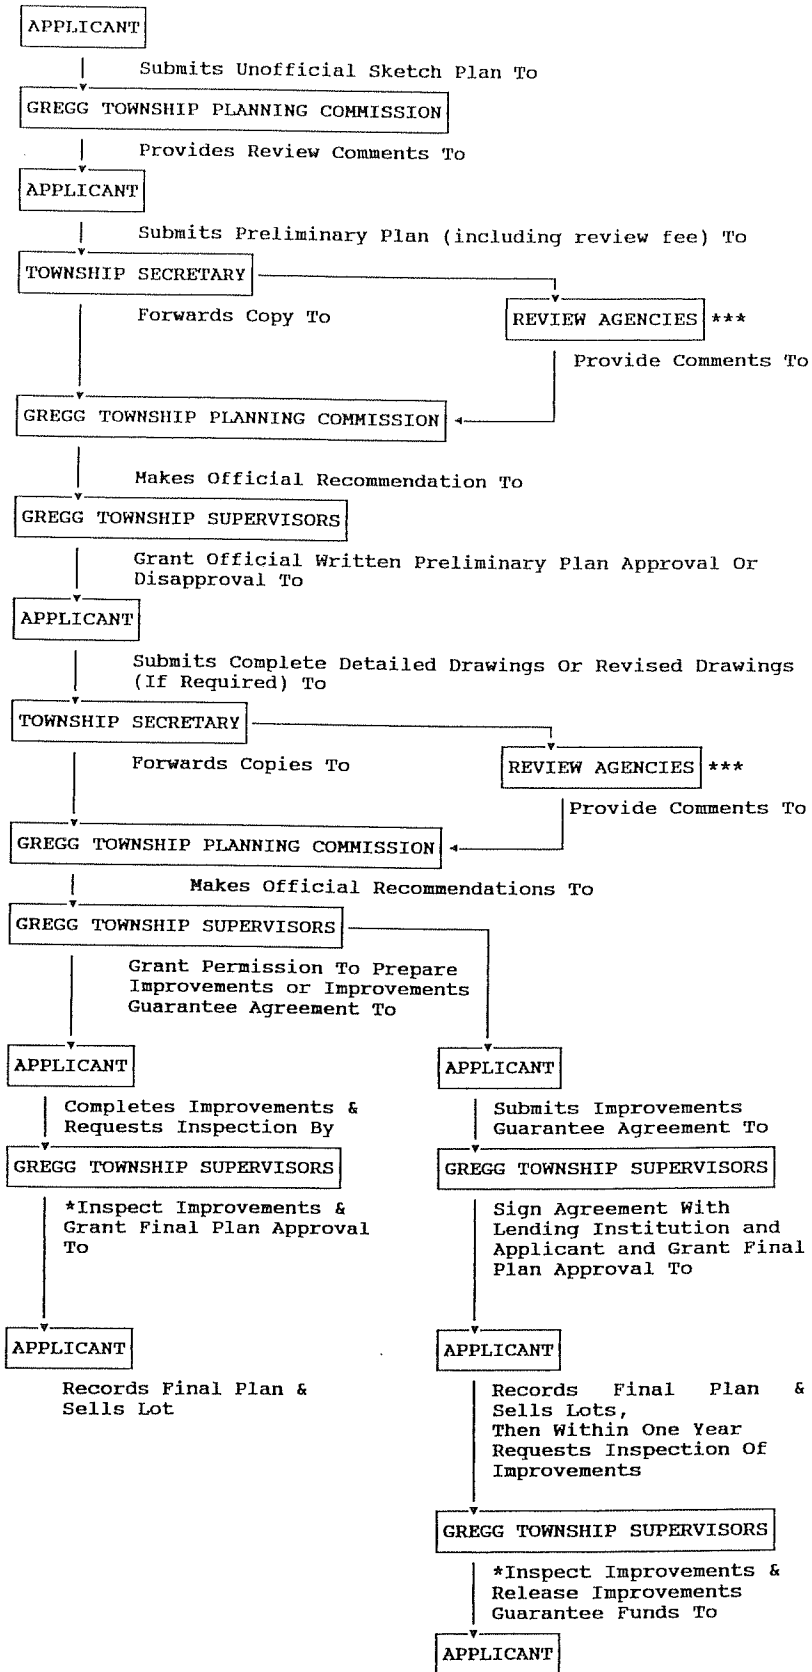 APPLICANT
Submits Unofficial Sketch Plan To
GREGG TOWNSHIP PLANNING COMMISSION
Provides Review Comments To
APPLICANT
Submits Preliminary Plan (including review fee) To
TOWNSHIP SECRETARY
Forwards Copy To
REVIEW AGENCIES ***
Provide Comments To
GREGG TOWNSHIP PLANNING COMMISSION
Makes Official Recommendation To
GREGG TOWNSHIP SUPERVISORS
Grant Official Written Preliminary Plan Approval Or
Disapproval To
APPLICANT
Submits Complete Detailed Drawings Or Revised Drawings
(If Required) To
TOWNSHIP SECRETARY
Forwards Copies To
REVIEW AGENCIES ***
Provide Comments To
GREGG TOWNSHIP PLANNING COMMISSION
Makes Official Recommendations To
GREGG TOWNSHIP SUPERVISORS
Grant Permission To Prepare
Improvements or Improvements
Guarantee Agreement To
APPLICANT
Completes Improvements &
Requests Inspection By
GREGG TOWNSHIP SUPERVISORS
*Inspect Improvements &
Grant Final Plan Approval
To
APPLICANT
Records Final Plan &
Sells Lot
APPLICANT
Submits Improvements
Guarantee Agreement To
GREGG TOWNSHIP SUPERVISORS
Sign Agreement With
Lending Institution and
Applicant and Grant Final
Plan Approval To
APPLICANT
Records Final Plan &
Sells Lots,
Then Within One Year
Requests Inspection Of
Improvements
GREGG TOWNSHIP SUPERVISORS
*Inspect Improvements &
Release Improvements
Guarantee Funds To
APPLICANT